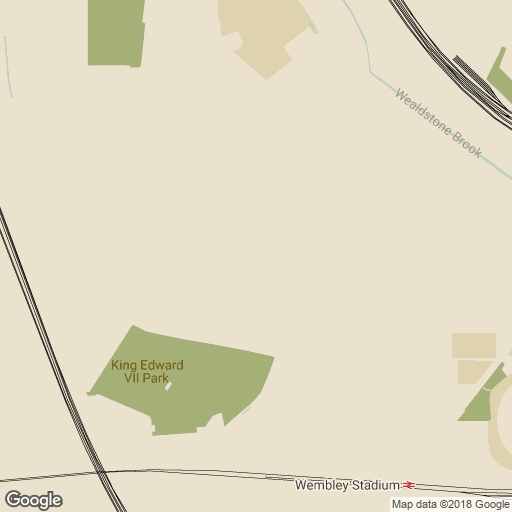 Wealdstone Brook
King Edward
VII Park
Wembley Stadium
Google
Map data ©2018 Google